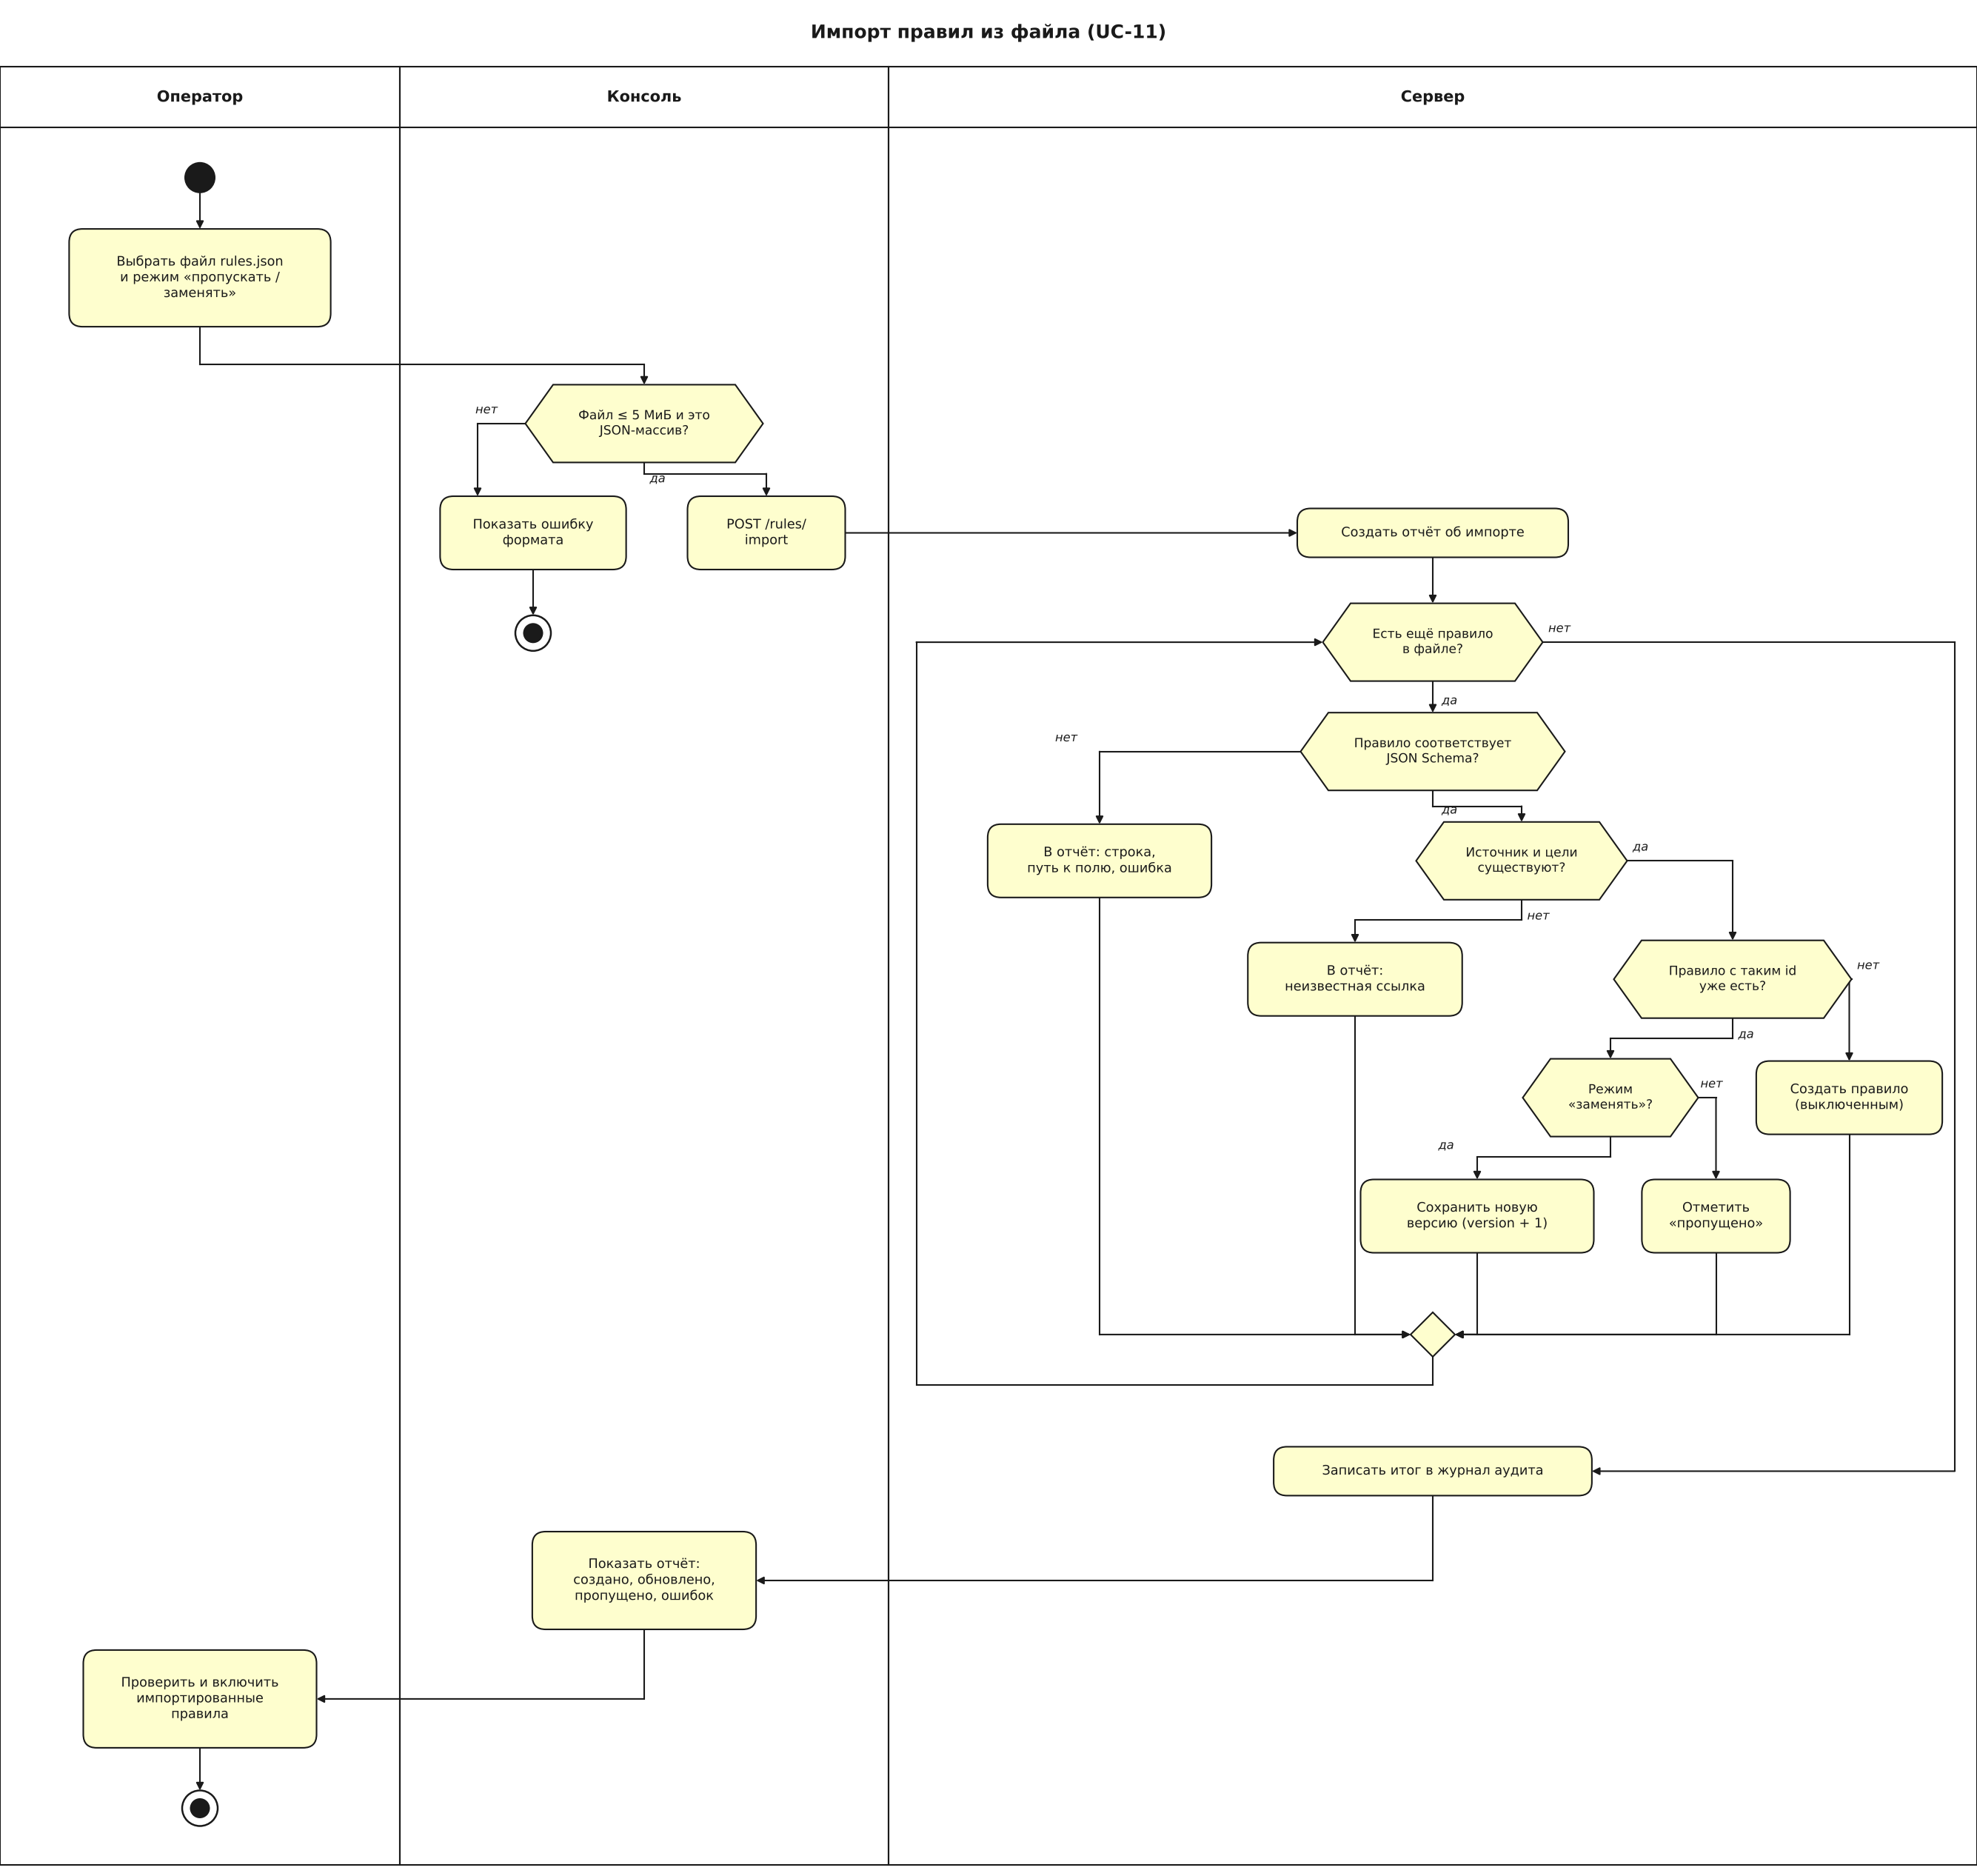 Импорт правил из файла (UC-11)
Оператор
Консоль
Сервер
Выбрать файл rules.json
и режим «пропускать /
заменять»
Файл ≤ 5 МиБ и это
JSON-массив?
нет
да
Показать ошибку
формата
POST /rules/
import
Создать отчёт об импорте
Есть ещё правило
в файле?
нет
да
Правило соответствует
JSON Schema?
нет
да
В отчёт: строка,
путь к полю, ошибка
Источник и цели
существуют?
да
нет
В отчёт:
неизвестная ссылка
Правило с таким id
уже есть?
нет
да
Режим
«заменять»?
нет
да
Создать правило
(выключенным)
Сохранить новую
версию (version + 1)
Отметить
«пропущено»
Записать итог в журнал аудита
Показать отчёт:
создано, обновлено,
пропущено, ошибок
Проверить и включить
импортированные
правила